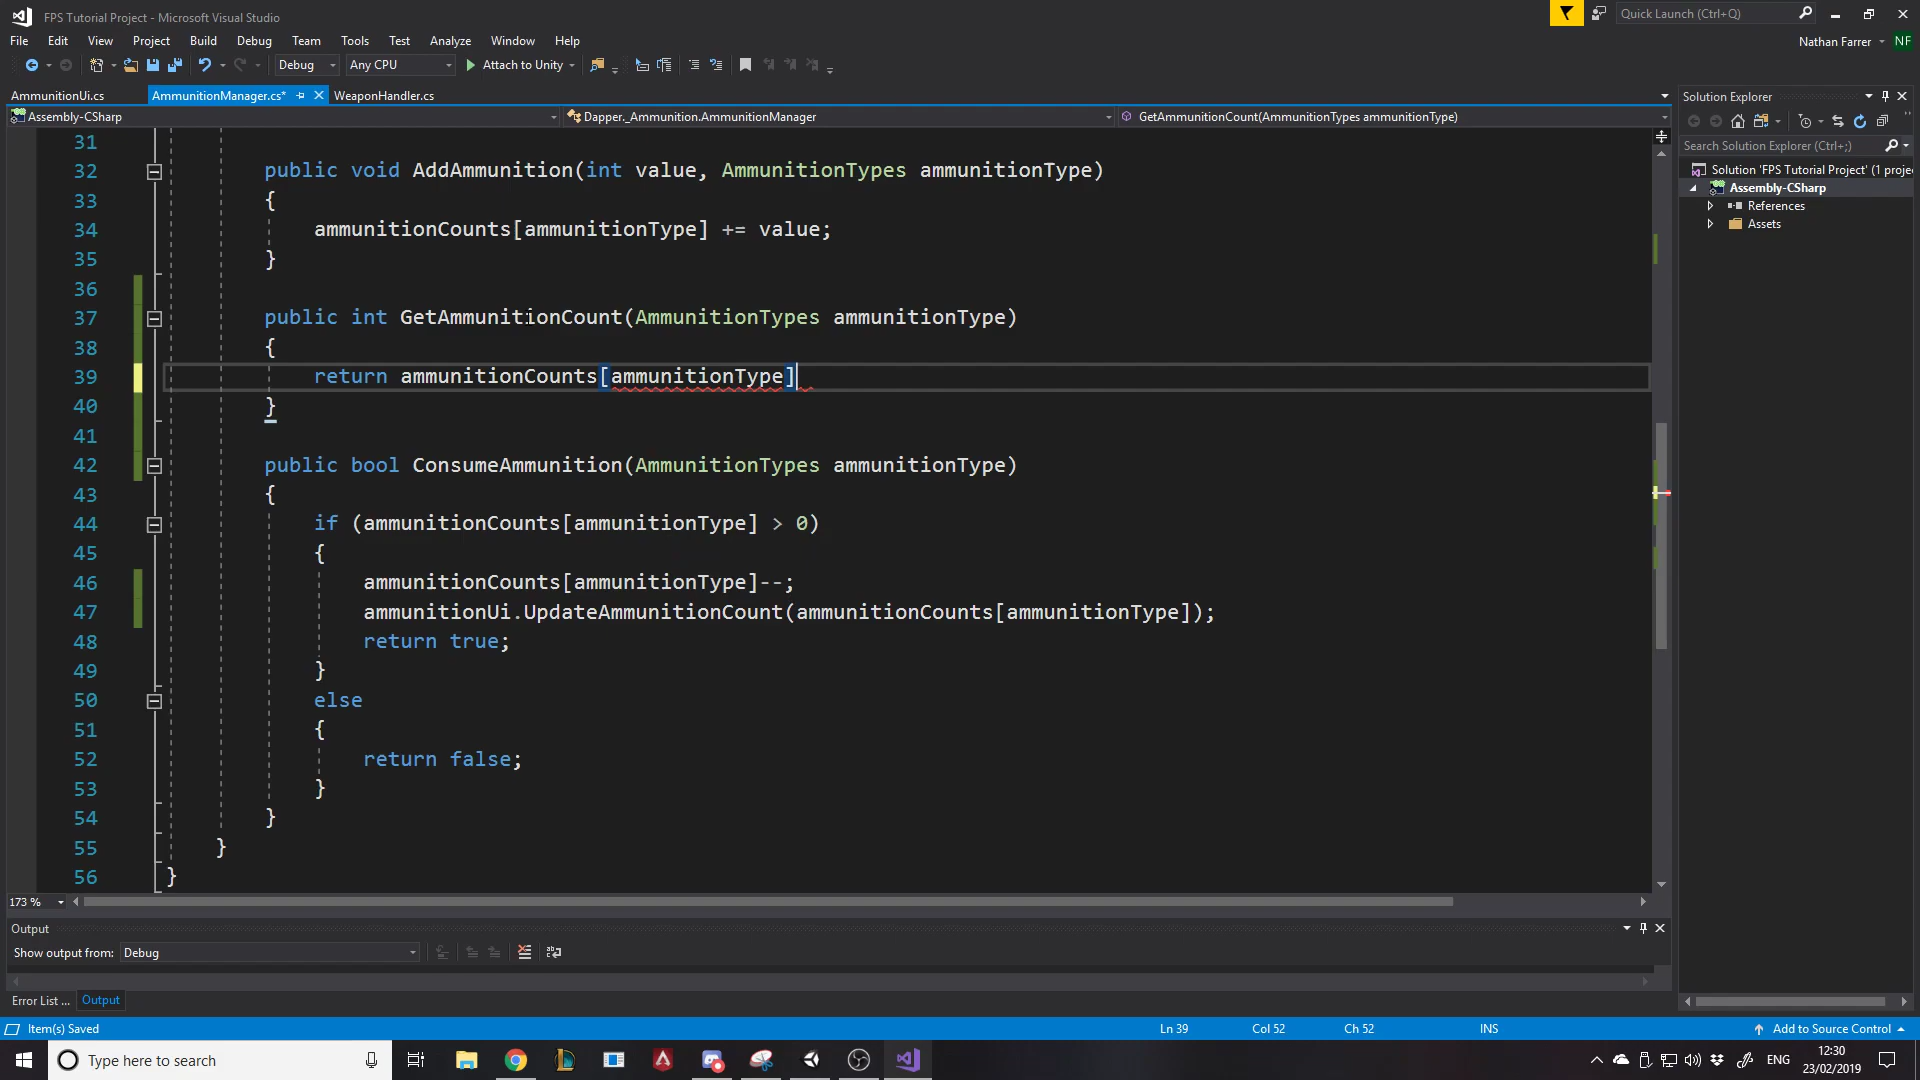 FPS Tutorial Project - Microsoft Visual Studio
Quick Launch (Ctrl+Q)
File Edit View Project Build Debug Team Tools Test Analyze Window Help
Nathan Farrer NF
Debug Any CPU Attach to Unity
AmmunitionUi.cs AmmunitionManager.cs* WeaponHandler.cs
Assembly-CSharp Dapper._Ammunition.AmmunitionManager GetAmmunitionCount(AmmunitionTypes ammunitionType)
31
32 public void AddAmmunition(int value, AmmunitionTypes ammunitionType)
33 {
34 ammunitionCounts[ammunitionType] += value;
35 }
36
37 public int GetAmmunitionCount(AmmunitionTypes ammunitionType)
38 {
39 return ammunitionCounts[ammunitionType]
40 }
41
42 public bool ConsumeAmmunition(AmmunitionTypes ammunitionType)
43 {
44 if (ammunitionCounts[ammunitionType] > 0)
45 {
46 ammunitionCounts[ammunitionType]--;
47 ammunitionUi.UpdateAmmunitionCount(ammunitionCounts[ammunitionType]);
48 return true;
49 }
50 else
51 {
52 return false;
53 }
54 }
55 }
56 }
173 %
Output
Show output from: Debug
Error List ... Output
Solution Explorer
Search Solution Explorer (Ctrl+;)
Solution 'FPS Tutorial Project' (1 proje
Assembly-CSharp
References
Assets
Item(s) Saved Ln 39 Col 52 Ch 52 INS Add to Source Control
Type here to search
ENG
12:30
23/02/2019